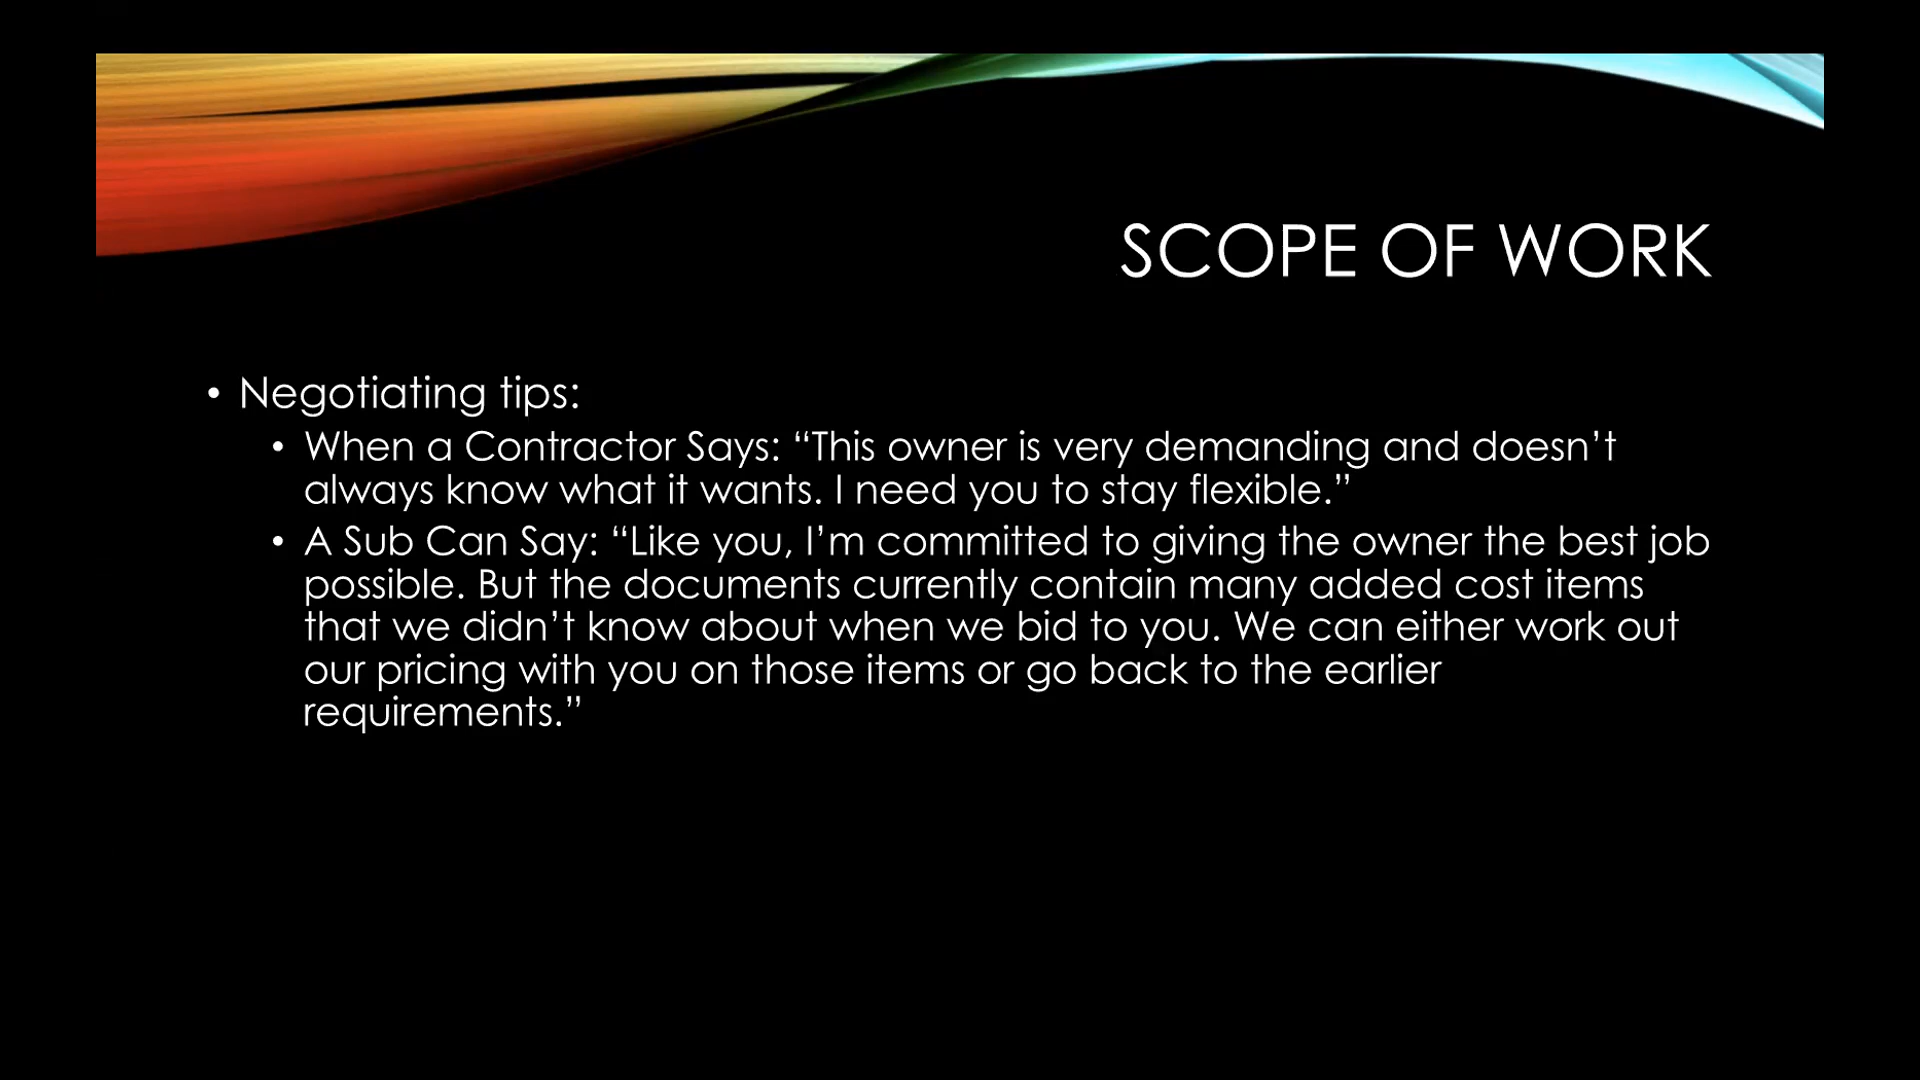 SCOPE OF WORK
• Negotiating tips:
• When a Contractor Says: “This owner is very demanding and doesn’t
always know what it wants. I need you to stay flexible.”
• A Sub Can Say: “Like you, I’m committed to giving the owner the best job
possible. But the documents currently contain many added cost items
that we didn’t know about when we bid to you. We can either work out
our pricing with you on those items or go back to the earlier
requirements.”